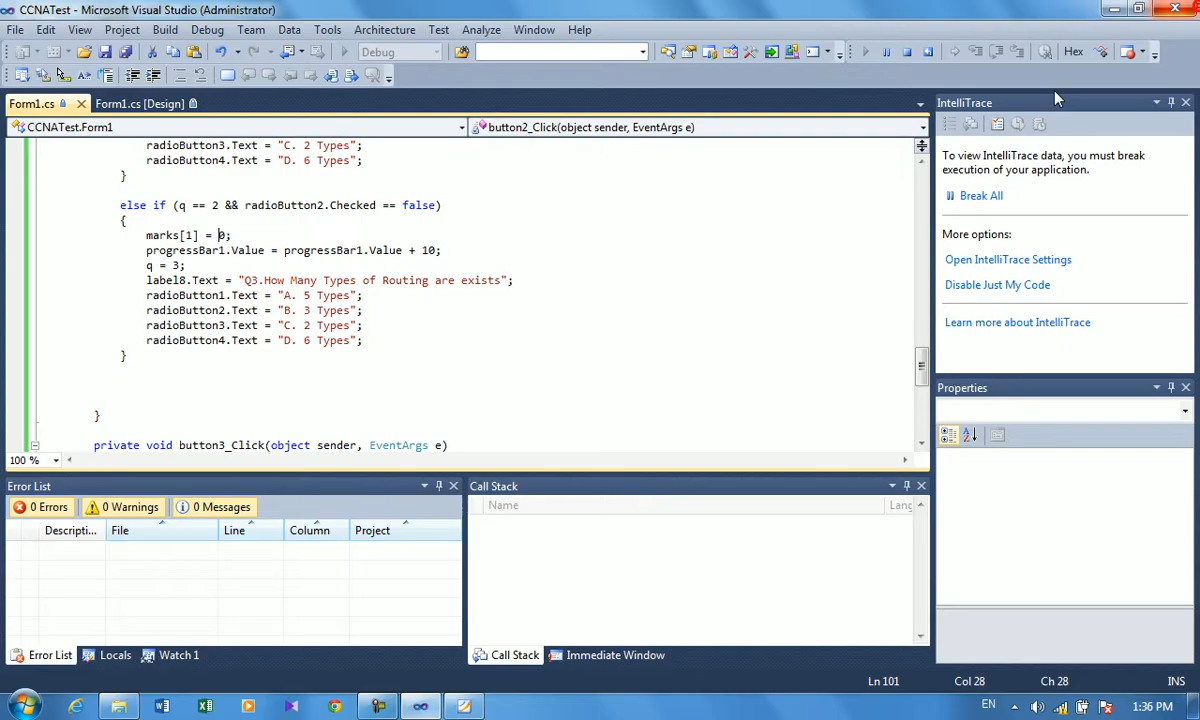 CCNATest - Microsoft Visual Studio (Administrator)
File Edit View Project Build Debug Team Data Tools Architecture Test Analyze Window Help
Debug
Hex
Form1.cs
Form1.cs [Design]
IntelliTrace
CCNATest.Form1
button2_Click(object sender, EventArgs e)
radioButton3.Text = "C. 2 Types";
radioButton4.Text = "D. 6 Types";
}
else if (q == 2 && radioButton2.Checked == false)
{
marks[1] = 0;
progressBar1.Value = progressBar1.Value + 10;
q = 3;
label8.Text = "Q3.How Many Types of Routing are exists";
radioButton1.Text = "A. 5 Types";
radioButton2.Text = "B. 3 Types";
radioButton3.Text = "C. 2 Types";
radioButton4.Text = "D. 6 Types";
}
}
private void button3_Click(object sender, EventArgs e)
100 %
To view IntelliTrace data, you must break
execution of your application.
Break All
More options:
Open IntelliTrace Settings
Disable Just My Code
Learn more about IntelliTrace
Properties
Error List
0 Errors
0 Warnings
0 Messages
Descripti...
File
Line
Column
Project
Call Stack
Name
Lang
Error List
Locals
Watch 1
Call Stack
Immediate Window
Ln 101
Col 28
Ch 28
INS
EN
1:36 PM